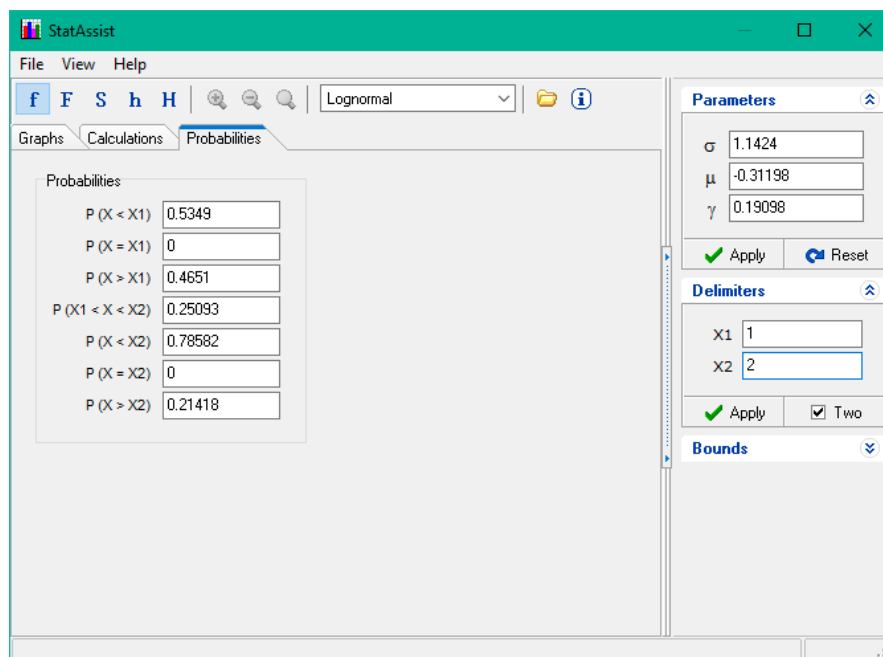 StatAssist
File View Help
f F S h H Lognormal
Graphs Calculations Probabilities
Probabilities
P (X < X1) 0.5349
P (X = X1) 0
P (X > X1) 0.4651
P (X1 < X < X2) 0.25093
P (X < X2) 0.78582
P (X = X2) 0
P (X > X2) 0.21418
Parameters
σ 1.1424
μ -0.31198
γ 0.19098
Apply Reset
Delimiters
X1 1
X2 2
Apply Two
Bounds